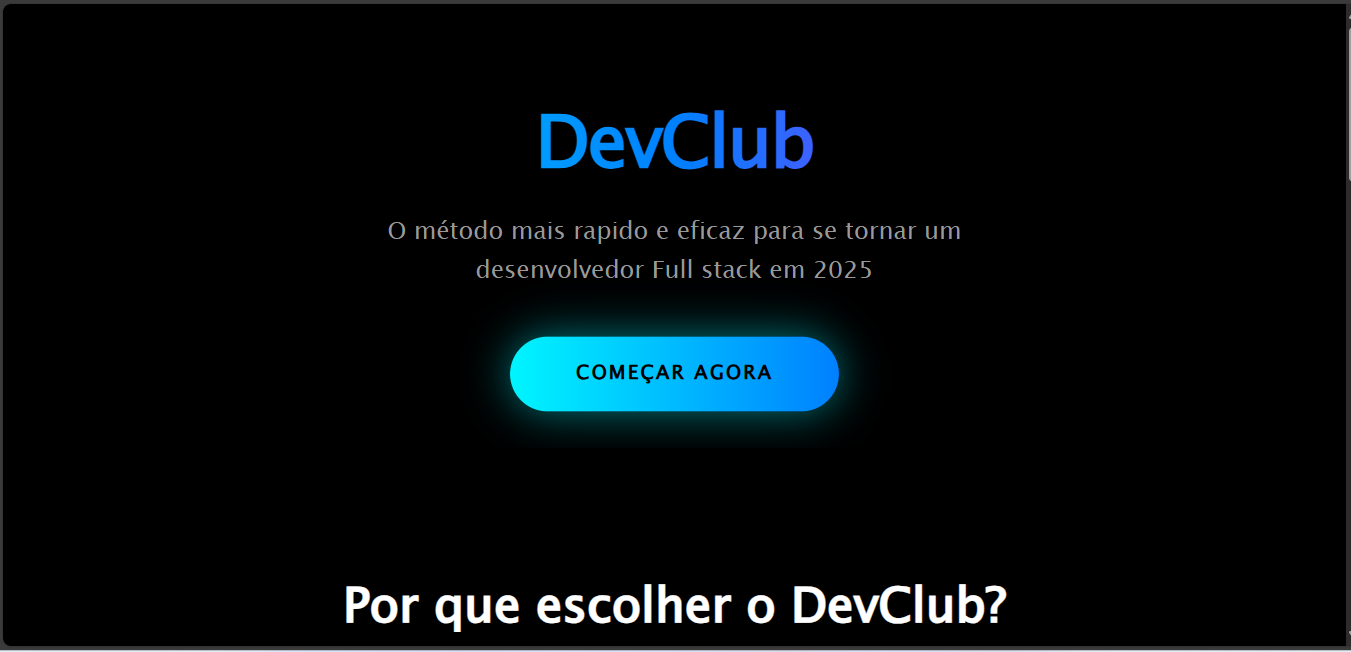 DevClub
O método mais rapido e eficaz para se tornar um
desenvolvedor Full stack em 2025
COMEÇAR AGORA
Por que escolher o DevClub?